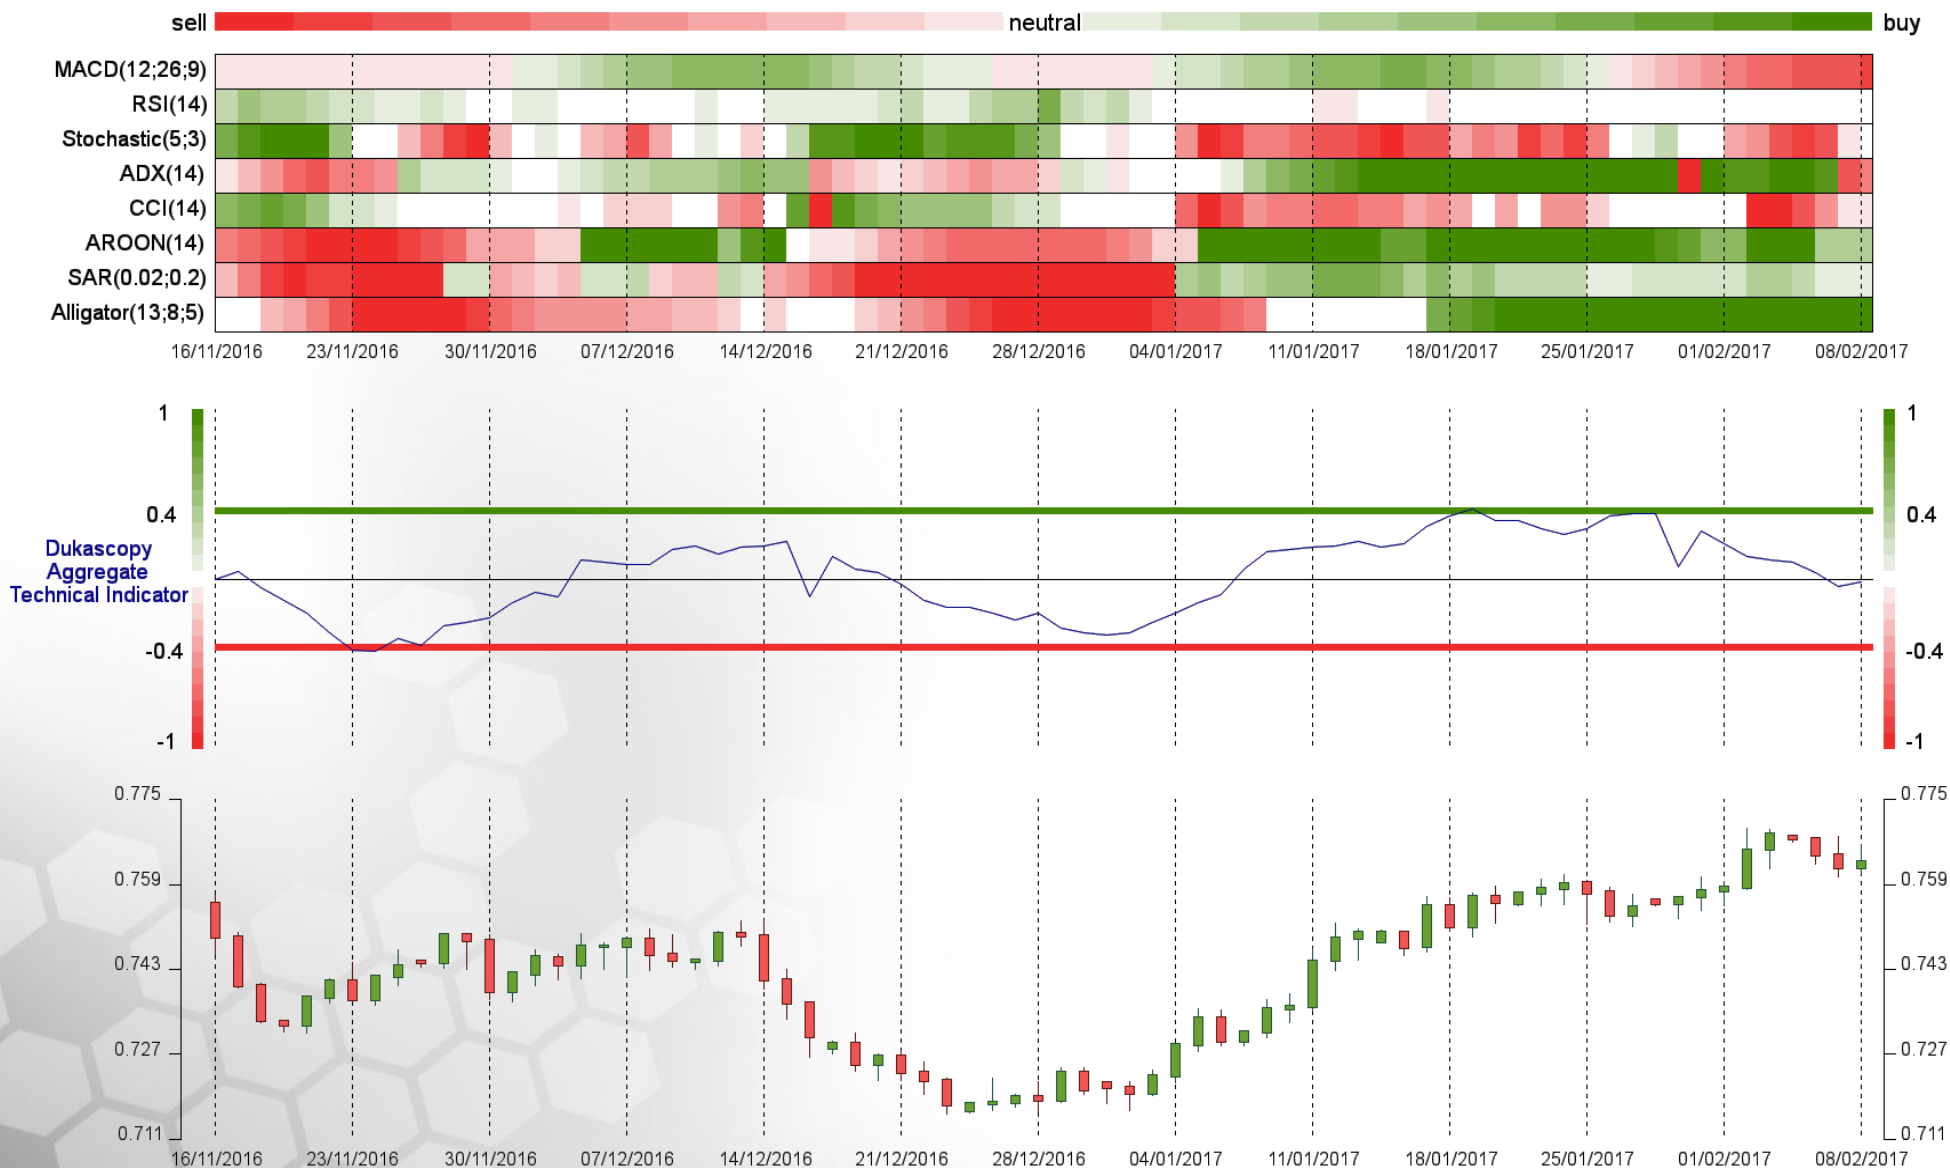 sell neutral buy
MACD(12;26;9)
RSI(14)
Stochastic(5;3)
ADX(14)
CCI(14)
AROON(14)
SAR(0.02;0.2)
Alligator(13;8;5)
16/11/2016 23/11/2016 30/11/2016 07/12/2016 14/12/2016 21/12/2016 28/12/2016 04/01/2017 11/01/2017 18/01/2017 25/01/2017 01/02/2017 08/02/2017
1 1
0.4 0.4
Dukascopy
Aggregate
Technical Indicator
-0.4 -0.4
-1 -1
0.775 0.775
0.759 0.759
0.743 0.743
0.727 0.727
0.711 0.711
16/11/2016 23/11/2016 30/11/2016 07/12/2016 14/12/2016 21/12/2016 28/12/2016 04/01/2017 11/01/2017 18/01/2017 25/01/2017 01/02/2017 08/02/2017